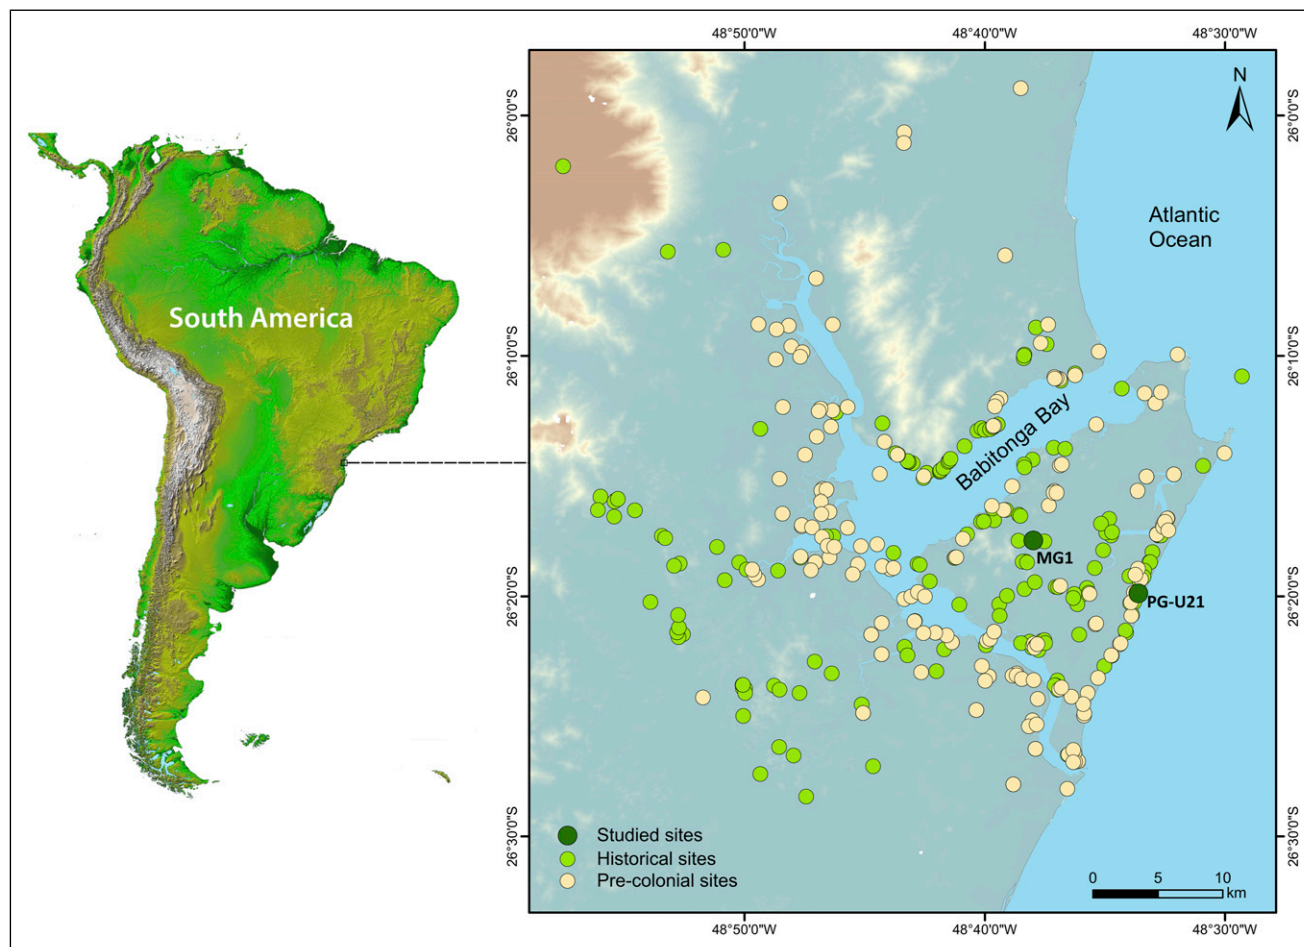 South America
48°50'0"W
48°40'0"W
48°30'0"W
26°0'0"S
26°10'0"S
26°20'0"S
26°30'0"S
N
Atlantic
Ocean
Babitonga Bay
MG1
PG-U21
Studied sites
Historical sites
Pre-colonial sites
0 5 10
km
26°0'0"S
26°10'0"S
26°20'0"S
26°30'0"S
48°50'0"W
48°40'0"W
48°30'0"W